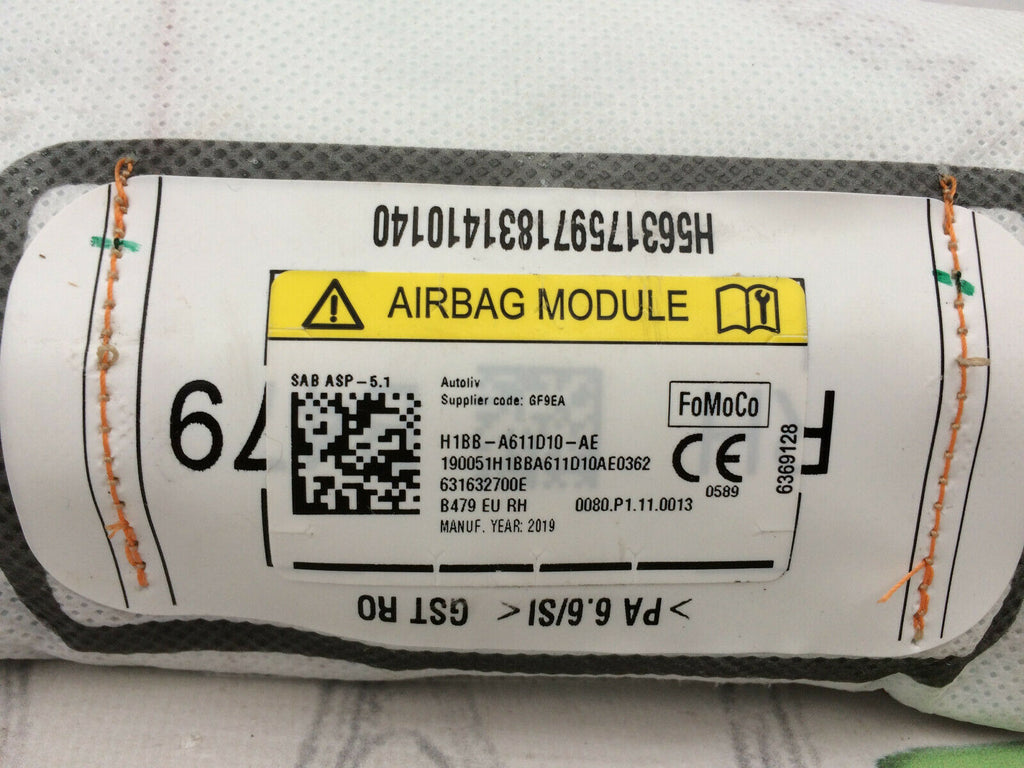 H563175971831410140
AIRBAG MODULE
SAB ASP-5.1
Autoliv
Supplier code: GF9EA
FoMoCo
H1BB-A611D10-AE
190051H1BBA611D10AE0362
631632700E
B479 EU RH
0080.P1.11.0013
MANUF. YEAR: 2019
CE
0589
6369128
79
>PA 6.6/SI< GST RO